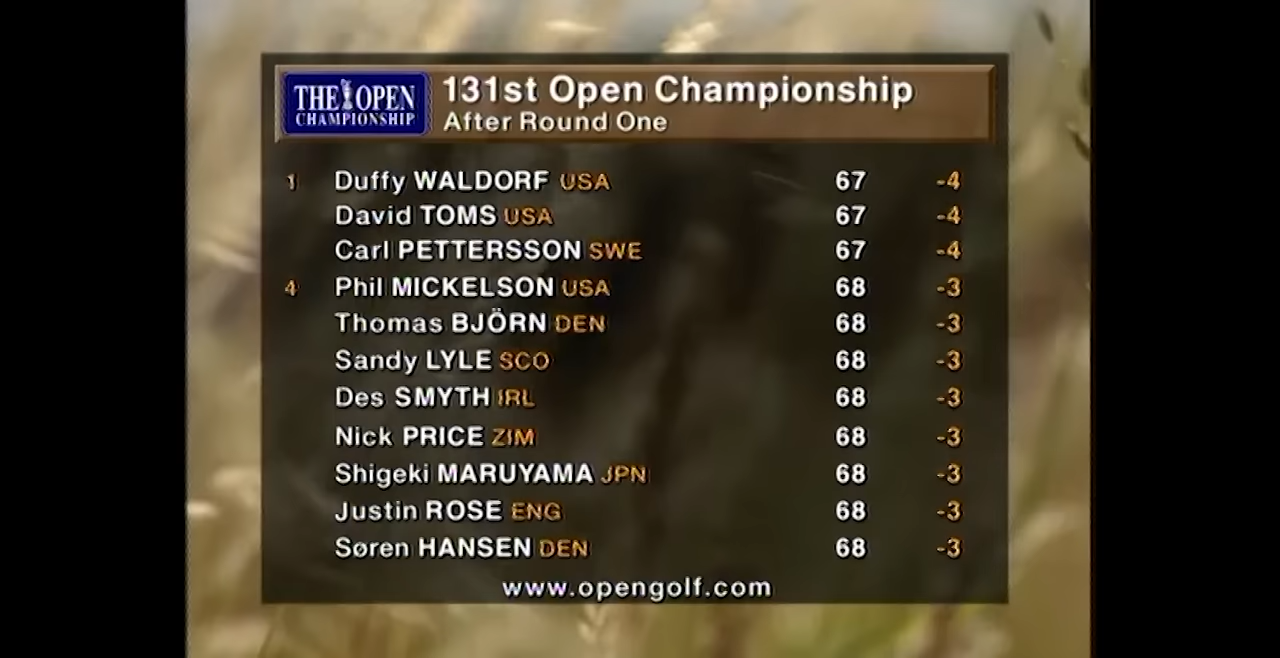 THE OPEN
CHAMPIONSHIP
131st Open Championship
After Round One
1 Duffy WALDORF USA 67 -4
David TOMS USA 67 -4
Carl PETTERSSON SWE 67 -4
4 Phil MICKELSON USA 68 -3
Thomas BJÖRN DEN 68 -3
Sandy LYLE SCO 68 -3
Des SMYTH IRL 68 -3
Nick PRICE ZIM 68 -3
Shigeki MARUYAMA JPN 68 -3
Justin ROSE ENG 68 -3
Søren HANSEN DEN 68 -3
www.opengolf.com